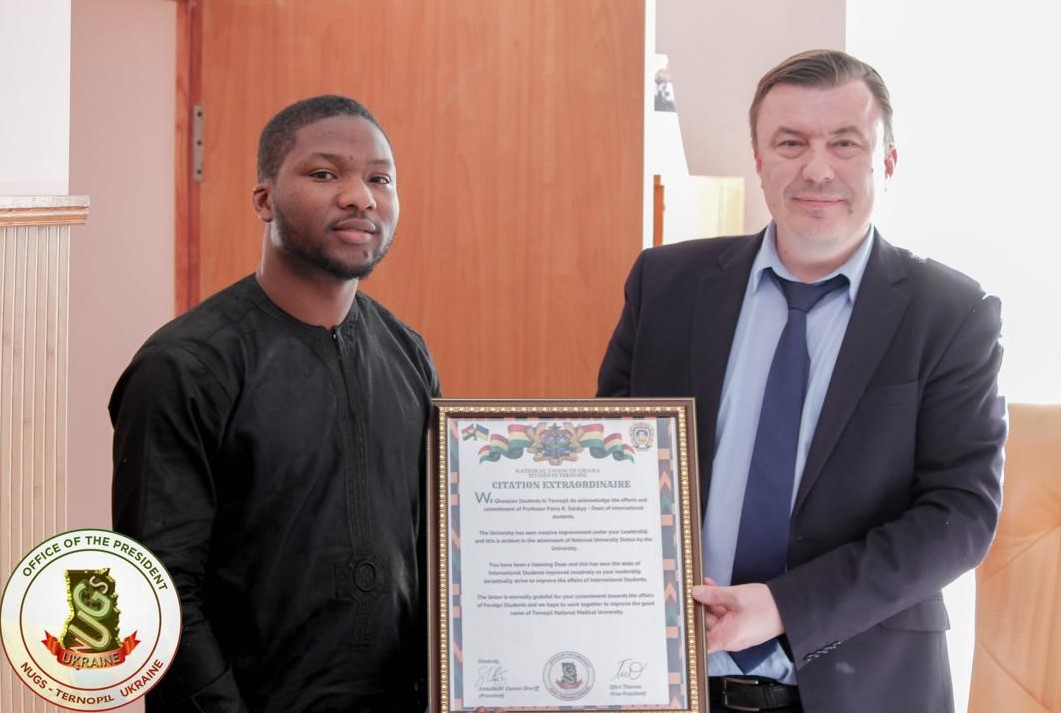 NATIONAL UNION OF GHANA
STUDENTS TERNOPIL
CITATION EXTRAORDINAIRE
WE Ghanaian Students in Ternopil do acknowledge the efforts and
commitment of Professor Petro R. Selskyy - Dean of International
students.
The University has seen massive improvement under your Leadership
and this is evident in the attainment of National University Status by the
University.
You have been a listening Dean and this has seen the state of
International Students improved massively as your leadership
perpetually strive to improve the affairs of International Students.
The Union is eternally grateful for your commitment towards the affairs
of Foreign Students and we hope to work together to improve the good
name of Ternopil National Medical University.
Sincerely,
(President)
Ofori Thomas
(Vice President)
OFFICE OF THE PRESIDENT
UKRAINE
NUGS - TERNOPIL UKRAINE